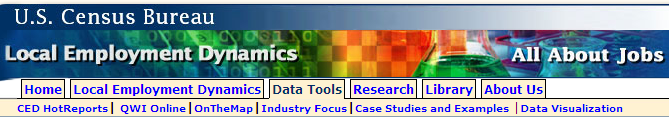 U.S. Census Bureau
Local Employment Dynamics All About Jobs
Home Local Employment Dynamics Data Tools Research Library About Us
CED HotReports | QWI Online | OnTheMap | Industry Focus | Case Studies and Examples | Data Visualization